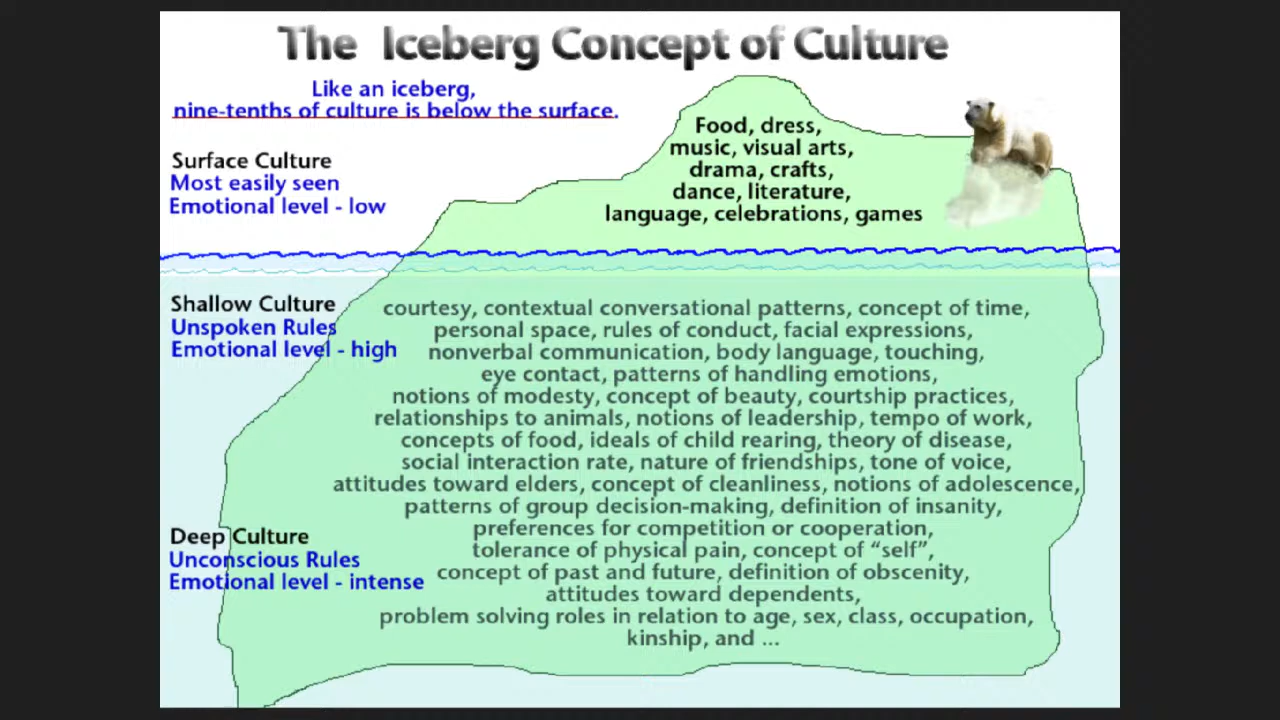 The Iceberg Concept of Culture
Like an iceberg,
nine-tenths of culture is below the surface.
Food, dress,
music, visual arts,
drama, crafts,
dance, literature,
language, celebrations, games
Surface Culture
Most easily seen
Emotional level - low
Shallow Culture
Unspoken Rules
Emotional level - high
courtesy, contextual conversational patterns, concept of time,
personal space, rules of conduct, facial expressions,
nonverbal communication, body language, touching,
eye contact, patterns of handling emotions,
notions of modesty, concept of beauty, courtship practices,
relationships to animals, notions of leadership, tempo of work,
concepts of food, ideals of child rearing, theory of disease,
social interaction rate, nature of friendships, tone of voice,
attitudes toward elders, concept of cleanliness, notions of adolescence,
patterns of group decision-making, definition of insanity,
preferences for competition or cooperation,
tolerance of physical pain, concept of “self”,
concept of past and future, definition of obscenity,
attitudes toward dependents,
problem solving roles in relation to age, sex, class, occupation,
kinship, and ...
Deep Culture
Unconscious Rules
Emotional level - intense